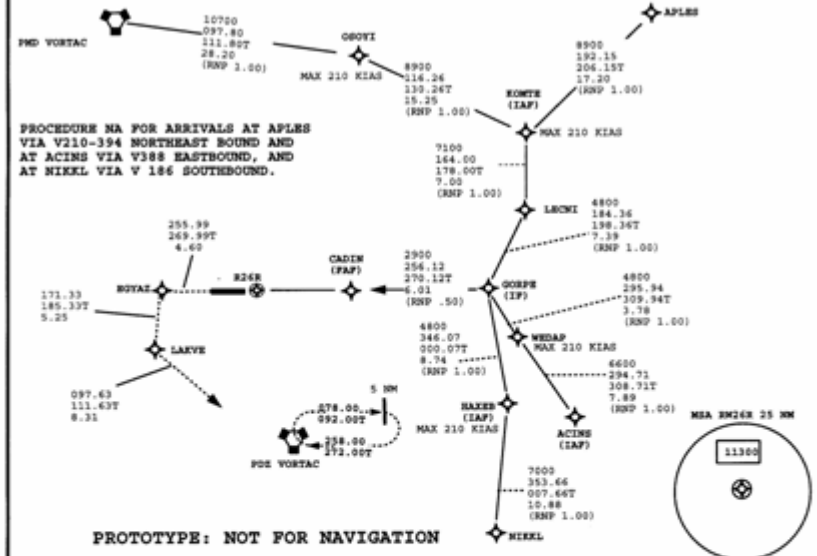 10700
097.80
111.80T
28.20
(RNP 1.00)
PMD VORTAC
OSOYI
MAX 210 KIAS
8900
116.26
130.26T
15.25
(RNP 1.00)
APLES
8900
192.15
206.15T
17.20
(RNP 1.00)
KOMTE
(IAF)
MAX 210 KIAS
PROCEDURE NA FOR ARRIVALS AT APLES
VIA V210-394 NORTHEAST BOUND AND
AT ACINS VIA V388 EASTBOUND, AND
AT NIKKL VIA V 186 SOUTHBOUND.
7100
164.00
178.00T
7.00
(RNP 1.00)
LECNI
4800
184.36
198.36T
7.39
(RNP 1.00)
255.99
269.99T
4.60
EGYAZ
R26R
CADIN
(FAF)
2900
256.12
270.12T
6.01
(RNP .50)
GORPE
(IF)
4800
295.94
309.94T
3.78
(RNP 1.00)
171.33
185.33T
5.25
LAKVE
4800
346.07
000.07T
8.74
(RNP 1.00)
WEDAP
MAX 210 KIAS
6600
294.71
308.71T
7.89
(RNP 1.00)
097.63
111.63T
8.31
5 NM
078.00
092.00T
258.00
272.00T
PDZ VORTAC
HAXEB
(IAF)
MAX 210 KIAS
ACINS
(IAF)
MSA RW26R 25 NM
11300
7000
353.66
007.66T
10.88
(RNP 1.00)
NIKKL
PROTOTYPE: NOT FOR NAVIGATION